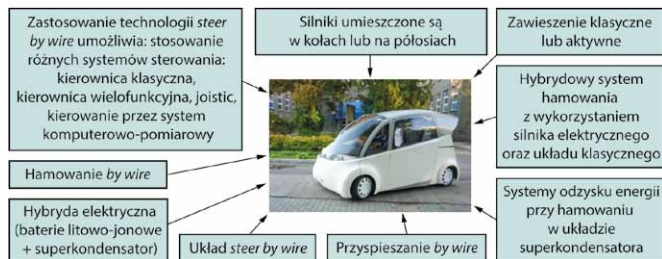 Zastosowanie technologii steer
by wire umożliwia: stosowanie
różnych systemów sterowania:
kierownica klasyczna,
kierownica wielofunkcyjna, joistic,
kierowanie przez system
komputerowo-pomiarowy
Silniki umieszczone są
w kołach lub na półosiach
Zawieszenie klasyczne
lub aktywne
Hybrydowy system
hamowania
z wykorzystaniem
silnika elektrycznego
oraz układu klasycznego
Hamowanie by wire
Hybryda elektryczna
(baterie litowo-jonowe
+ superkondensator)
Układ steer by wire
Przyspieszanie by wire
Systemy odzysku energii
przy hamowaniu
w układzie
superkondensatora